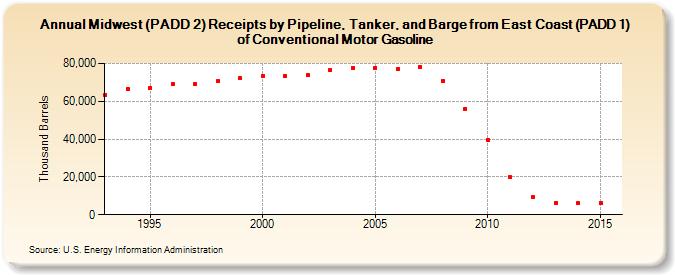 Annual Midwest (PADD 2) Receipts by Pipeline, Tanker, and Barge from East Coast (PADD 1)
of Conventional Motor Gasoline
Thousand Barrels
80,000
60,000
40,000
20,000
0
1995
2000
2005
2010
2015
Source: U.S. Energy Information Administration